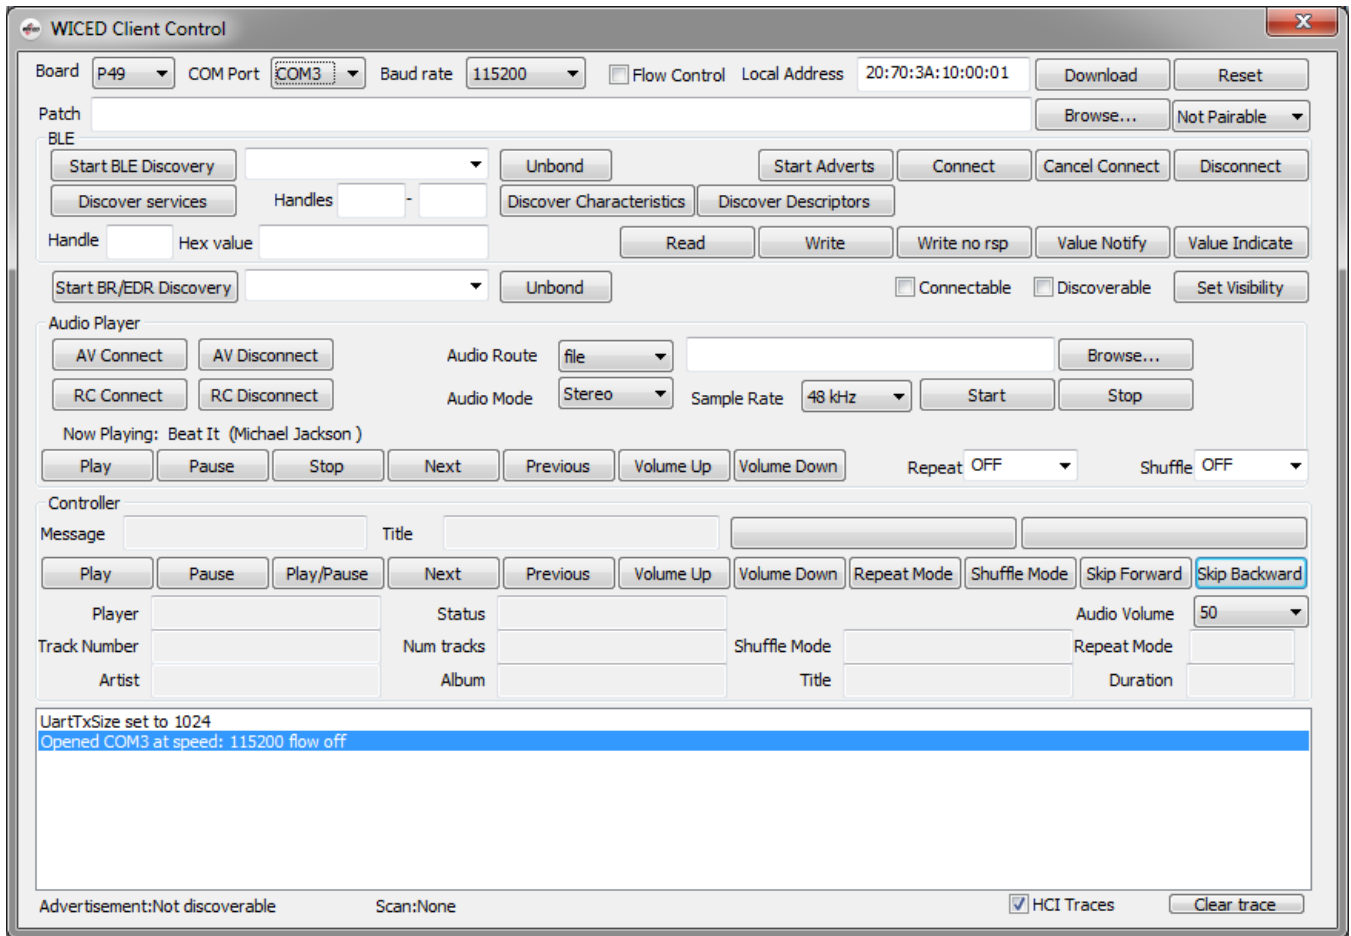 WICED Client Control
X
Board P49 COM Port COM3 Baud rate 115200 Flow Control Local Address 20:70:3A:10:00:01 Download Reset
Patch Browse... Not Pairable
BLE
Start BLE Discovery Unbond Start Adverts Connect Cancel Connect Disconnect
Discover services Handles - Discover Characteristics Discover Descriptors
Handle Hex value Read Write Write no rsp Value Notify Value Indicate
Start BR/EDR Discovery Unbond Connectable Discoverable Set Visibility
Audio Player
AV Connect AV Disconnect Audio Route file Browse...
RC Connect RC Disconnect Audio Mode Stereo Sample Rate 48 kHz Start Stop
Now Playing: Beat It (Michael Jackson )
Play Pause Stop Next Previous Volume Up Volume Down Repeat OFF Shuffle OFF
Controller
Message Title
Play Pause Play/Pause Next Previous Volume Up Volume Down Repeat Mode Shuffle Mode Skip Forward Skip Backward
Player Status Audio Volume 50
Track Number Num tracks Shuffle Mode Repeat Mode
Artist Album Title Duration
UartTxSize set to 1024
Opened COM3 at speed: 115200 flow off
Advertisement:Not discoverable Scan:None HCI Traces Clear trace